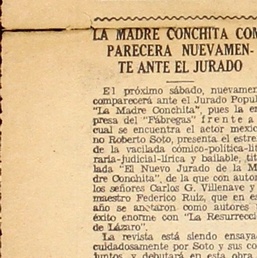 LA MADRE CONCHITA COM
PARECERA NUEVAMEN-
TE ANTE EL JURADO
El próximo sábado, nuevamen
comparecerá ante el Jurado Popul
"La Madre Conchita", pues la em
presa del "Fábregas" frente a
cual se encuentra el actor mexica
no Roberto Soto, presenta el estre
de la vacilada cómico-política-lit
raria-judicial-lírica y bailable, tit
lada "El Nuevo Jurado de la Ma
dre Conchita", de la que con autor
los señores Carlos G. Villenave y
maestro Federico Ruiz, que en es
año se anotaron como autores
éxito enorme con "La Resurrecci
de Lázaro".
La revista está siendo ensaya
cuidadosamente por Soto y sus co
juntos, y debutará en esta obra